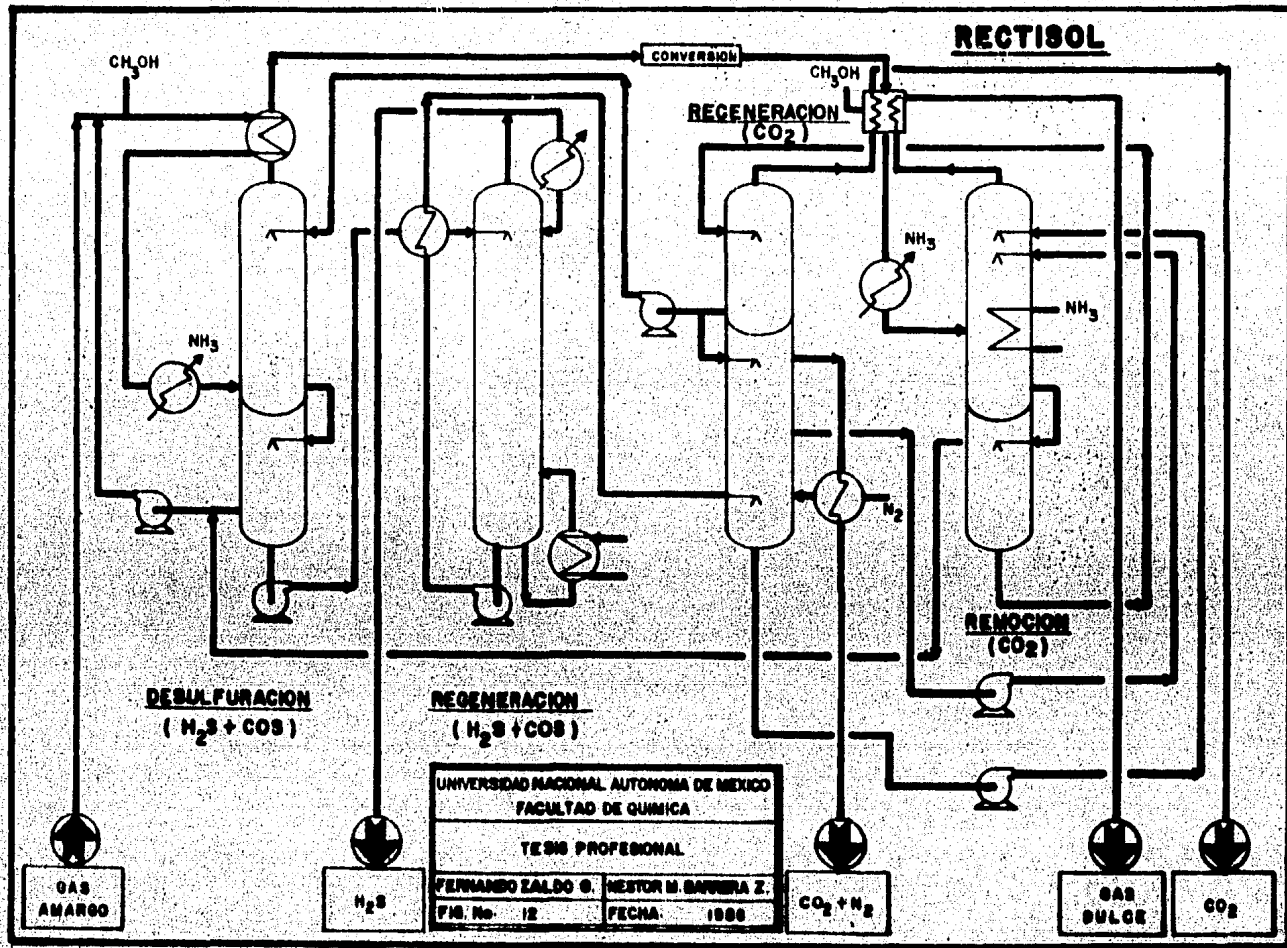 RECTISOL
CH3OH
CONVERSION
CH3OH
REGENERACION
(CO2)
NH3
NH3
NH3
N2
REMOCION
(CO2)
DESULFURACION
( H2S + COS )
REGENERACION
( H2S + COS )
UNIVERSIDAD NACIONAL AUTONOMA DE MEXICO
FACULTAD DE QUIMICA
TESIS PROFESIONAL
FERNANDO ZALDO G. NESTOR M. BARRERA Z.
FIG. No. 12 FECHA: 1986
GAS
AMARGO
H2S
CO2 + N2
GAS
DULCE
CO2